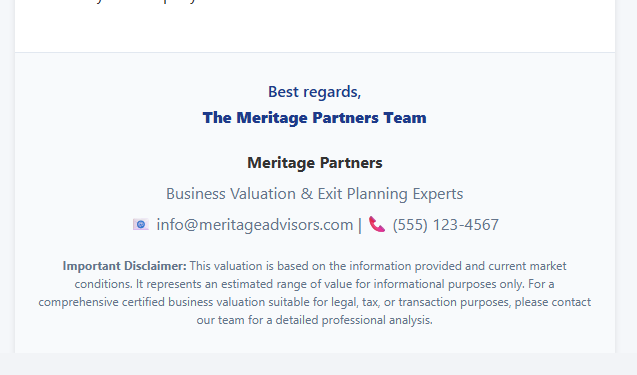 Best regards,
The Meritage Partners Team
Meritage Partners
Business Valuation & Exit Planning Experts
📧 info@meritageadvisors.com | 📞 (555) 123-4567
Important Disclaimer: This valuation is based on the information provided and current market
conditions. It represents an estimated range of value for informational purposes only. For a
comprehensive certified business valuation suitable for legal, tax, or transaction purposes, please contact
our team for a detailed professional analysis.